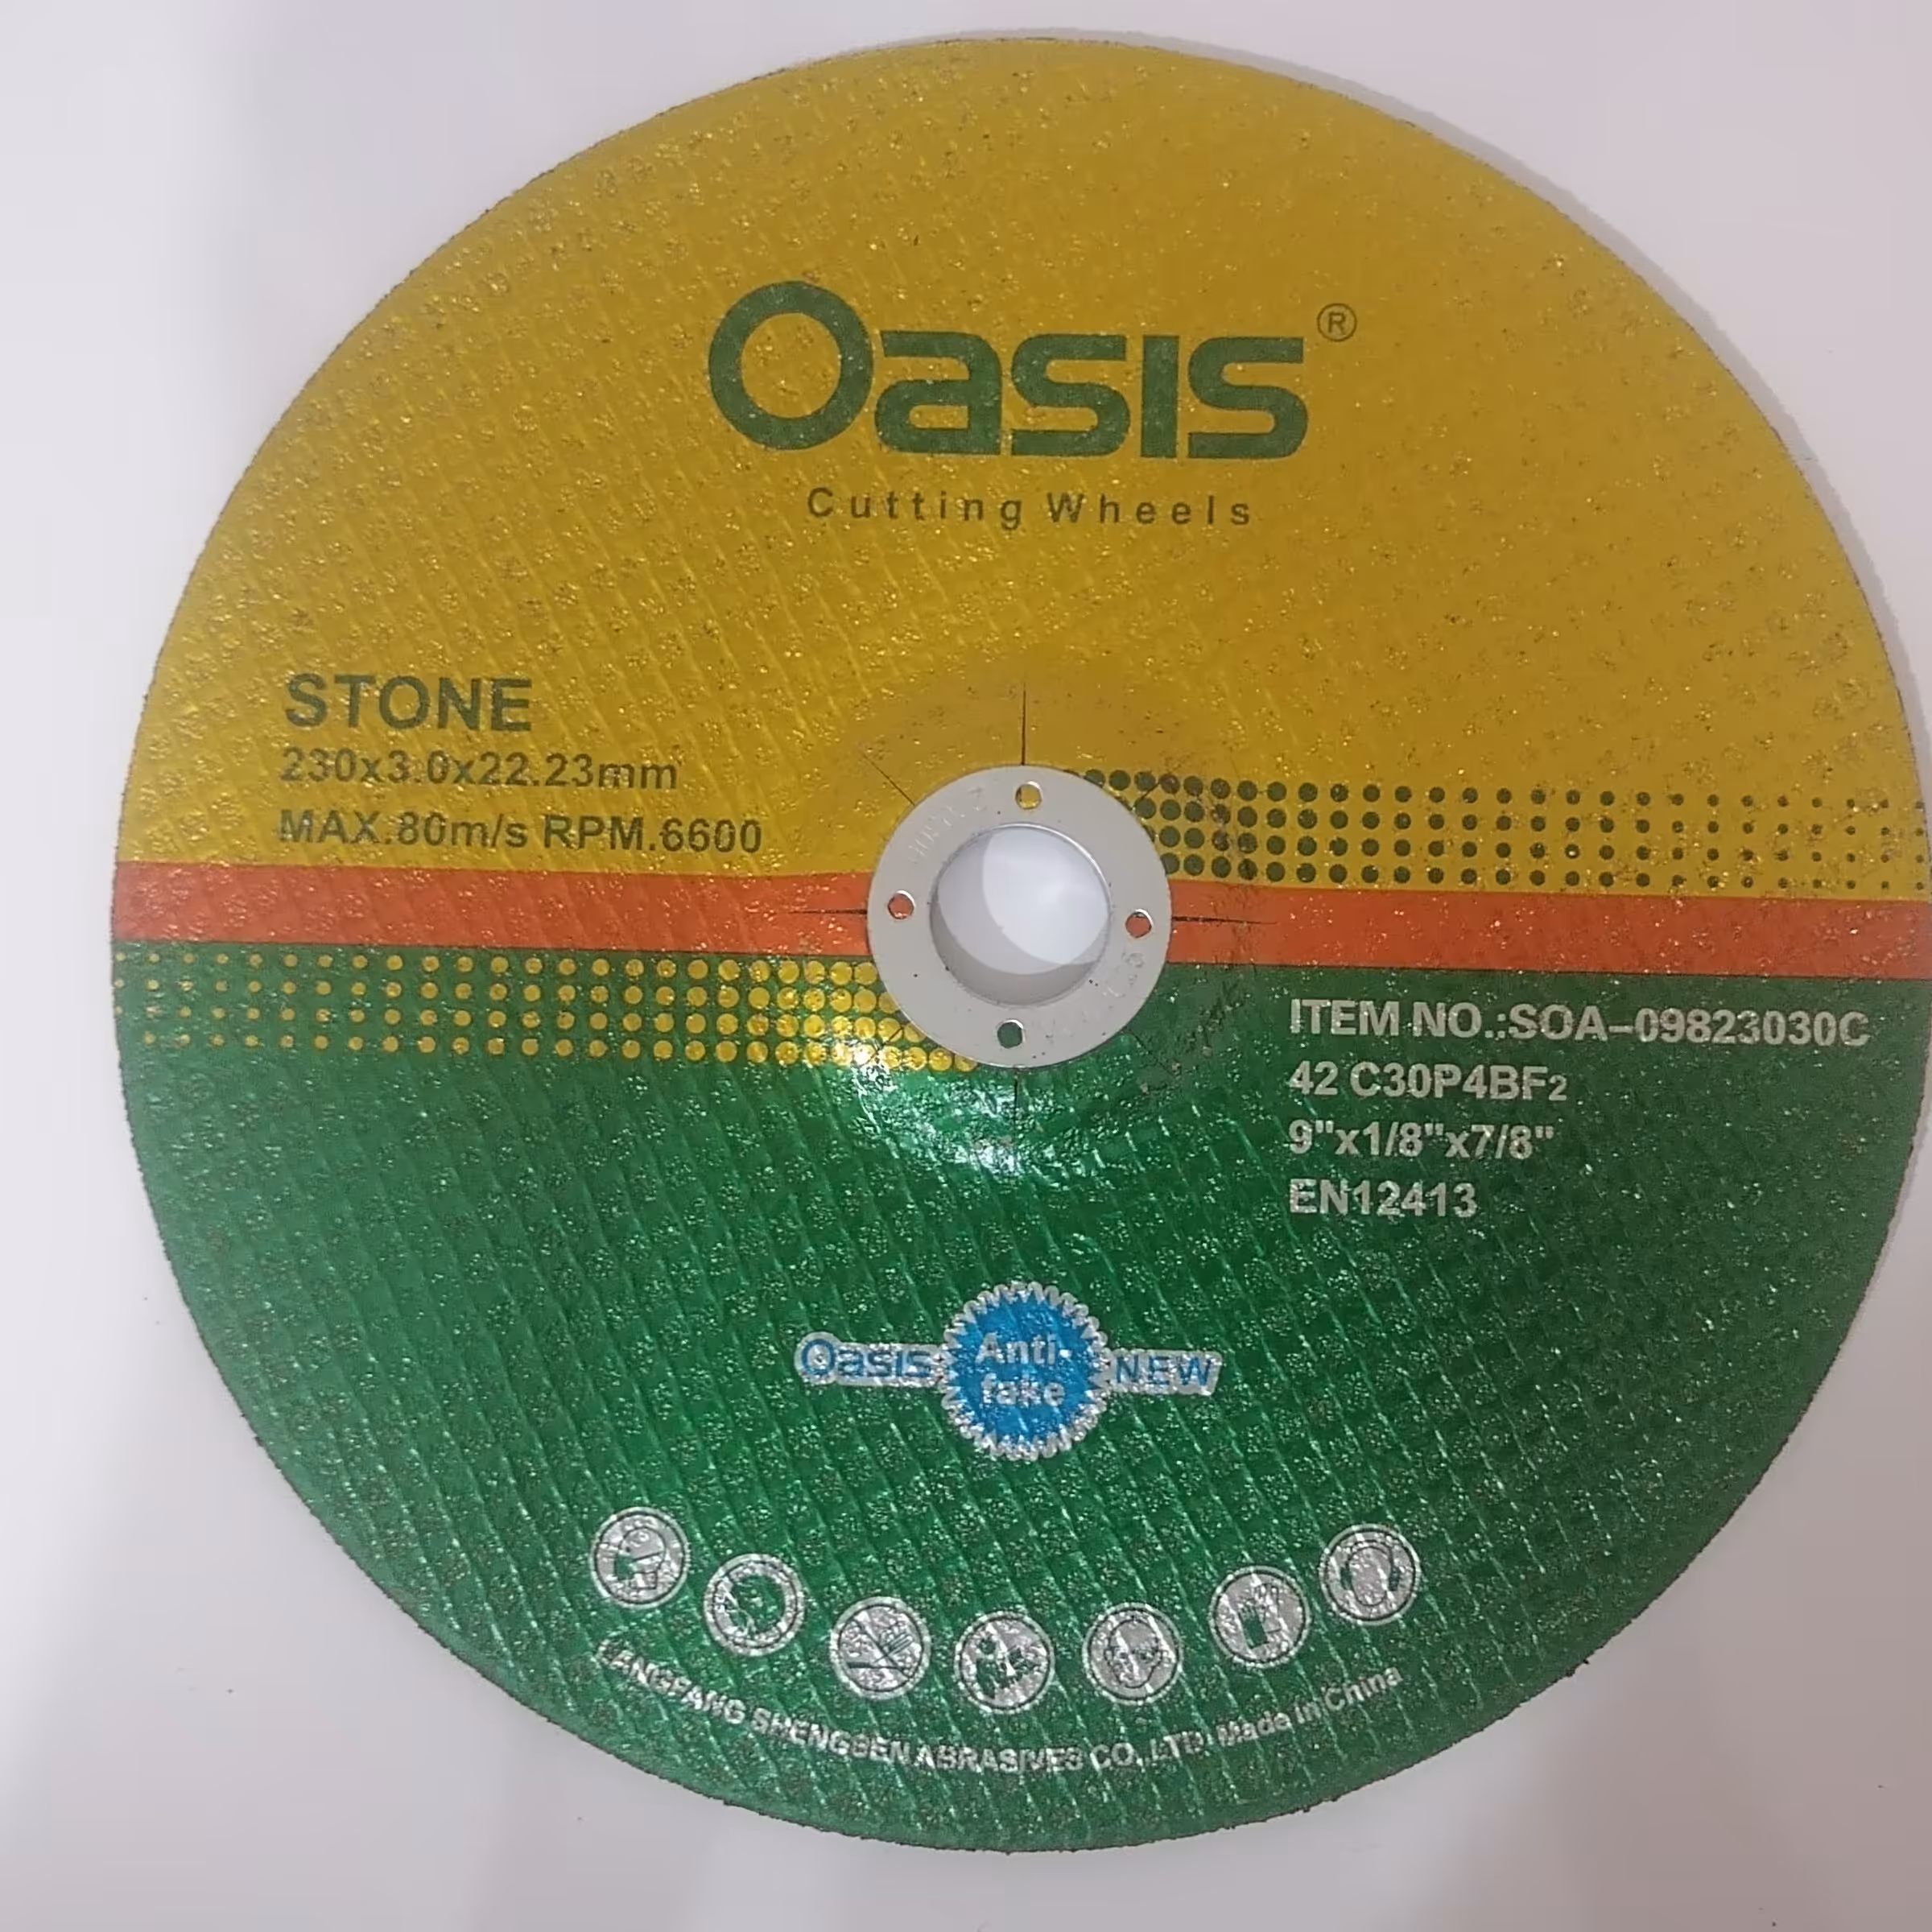 Oasis®
Cutting Wheels
STONE
230x3.0x22.23mm
MAX.80m/s RPM.6600
ITEM NO.:SOA-09823030C
42 C30P4BF2
9"x1/8"x7/8"
EN12413
Oasis Anti-fake NEW
LANGFANG SHENGSEN ABRASIVES CO.,LTD. Made in China